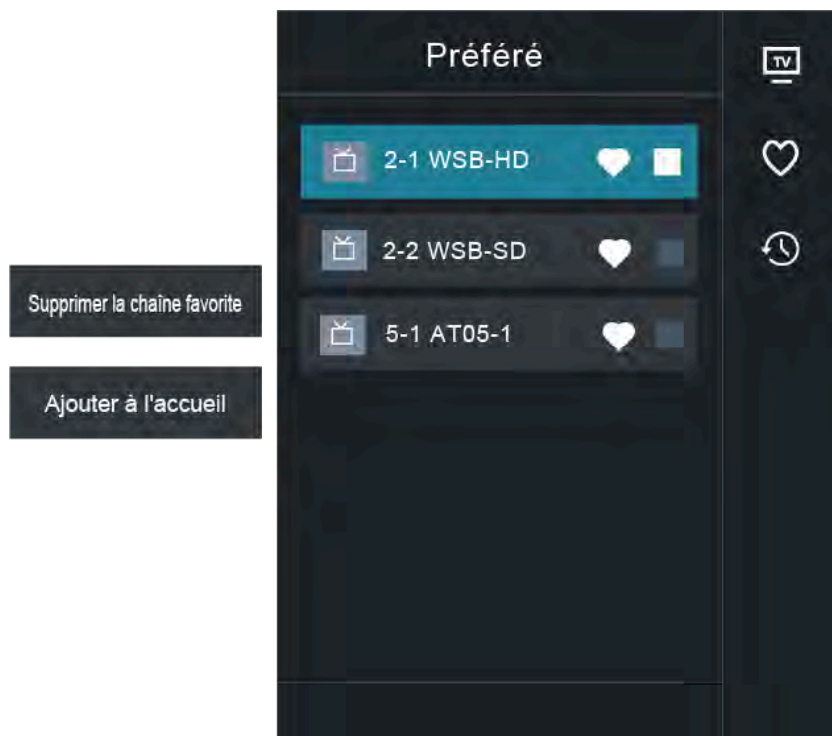 Préféré
TV
2-1 WSB-HD
2-2 WSB-SD
5-1 AT05-1
Supprimer la chaîne favorite
Ajouter à l'accueil